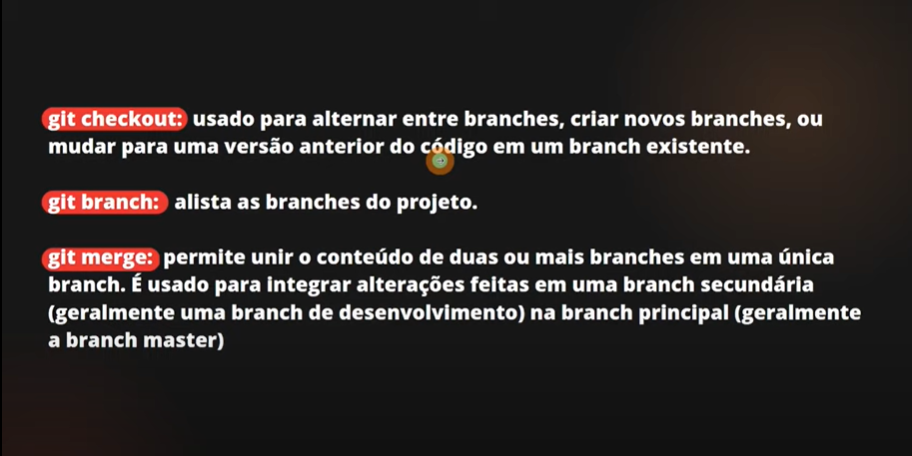 git checkout: usado para alternar entre branches, criar novos branches, ou
mudar para uma versão anterior do código em um branch existente.
git branch: alista as branches do projeto.
git merge: permite unir o conteúdo de duas ou mais branches em uma única
branch. É usado para integrar alterações feitas em uma branch secundária
(geralmente uma branch de desenvolvimento) na branch principal (geralmente
a branch master)